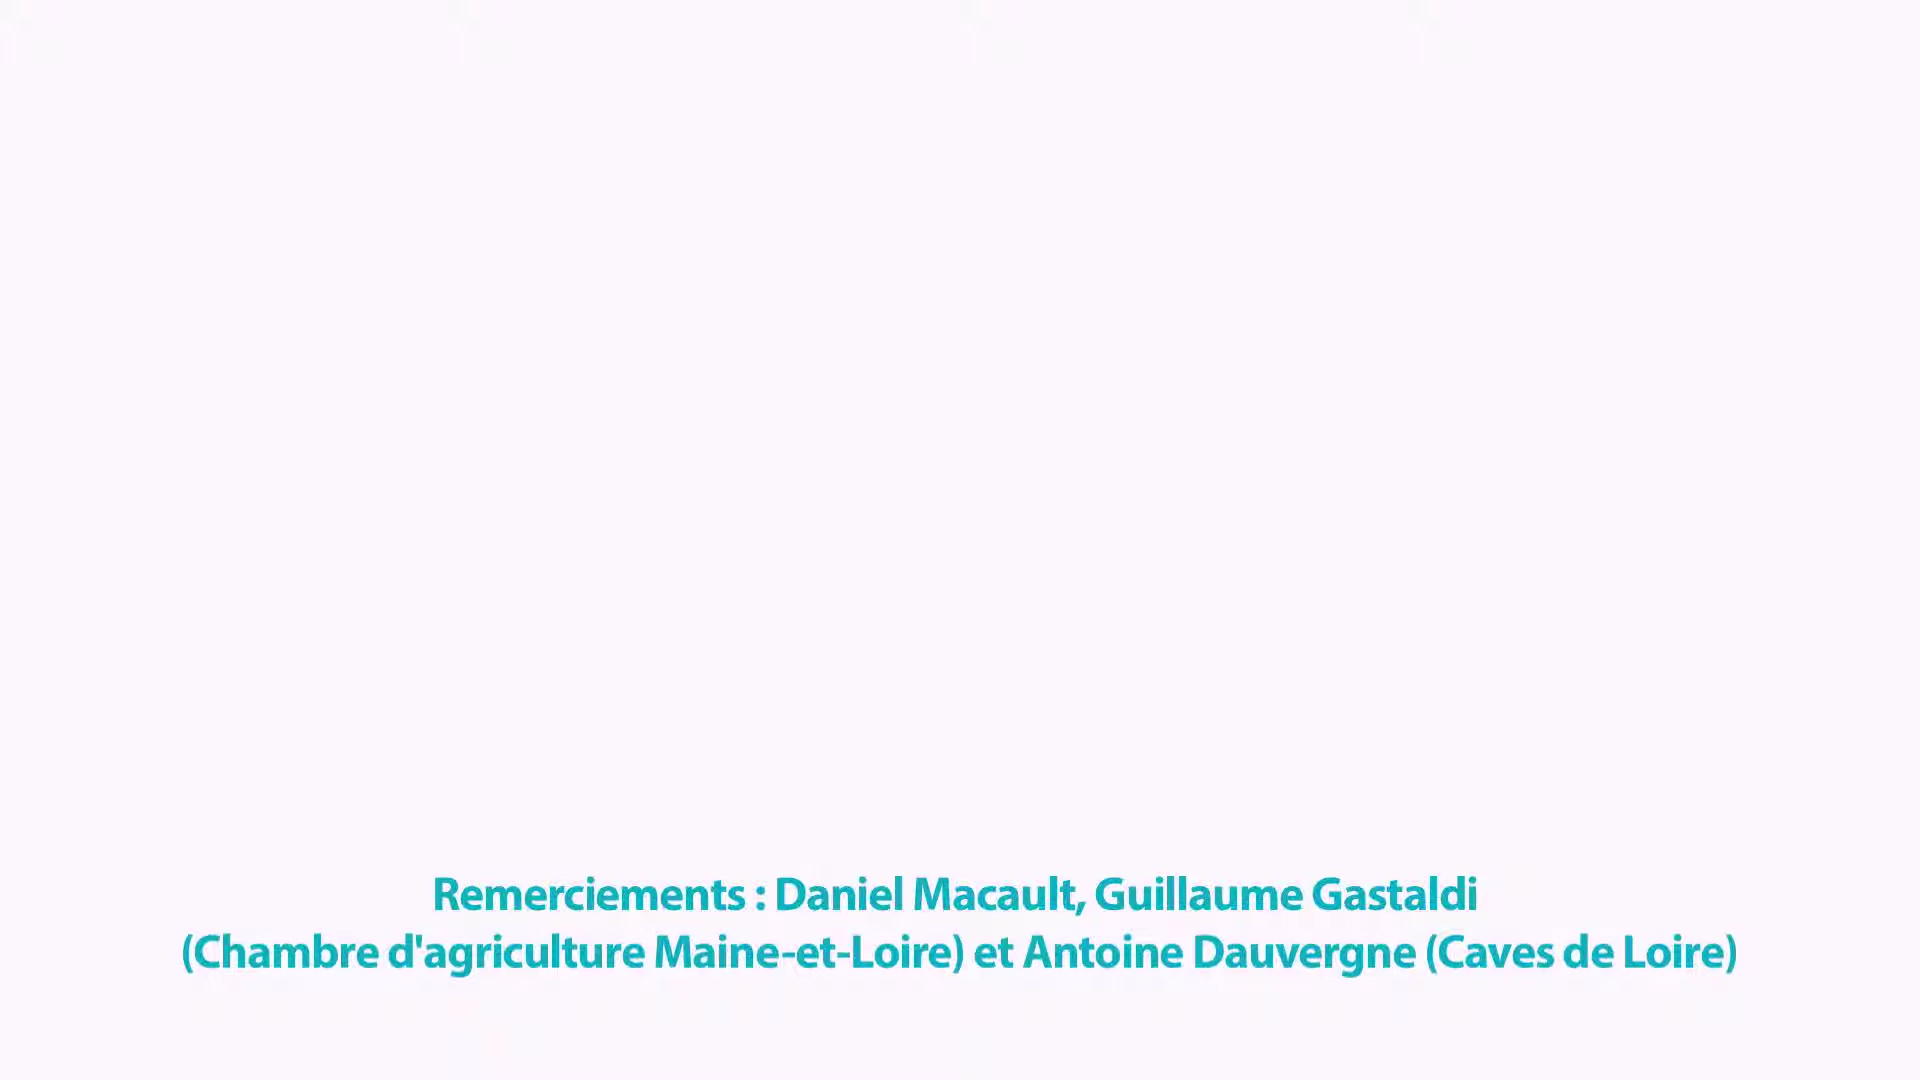 Remerciements : Daniel Macault, Guillaume Gastaldi
(Chambre d'agriculture Maine-et-Loire) et Antoine Dauvergne (Caves de Loire)